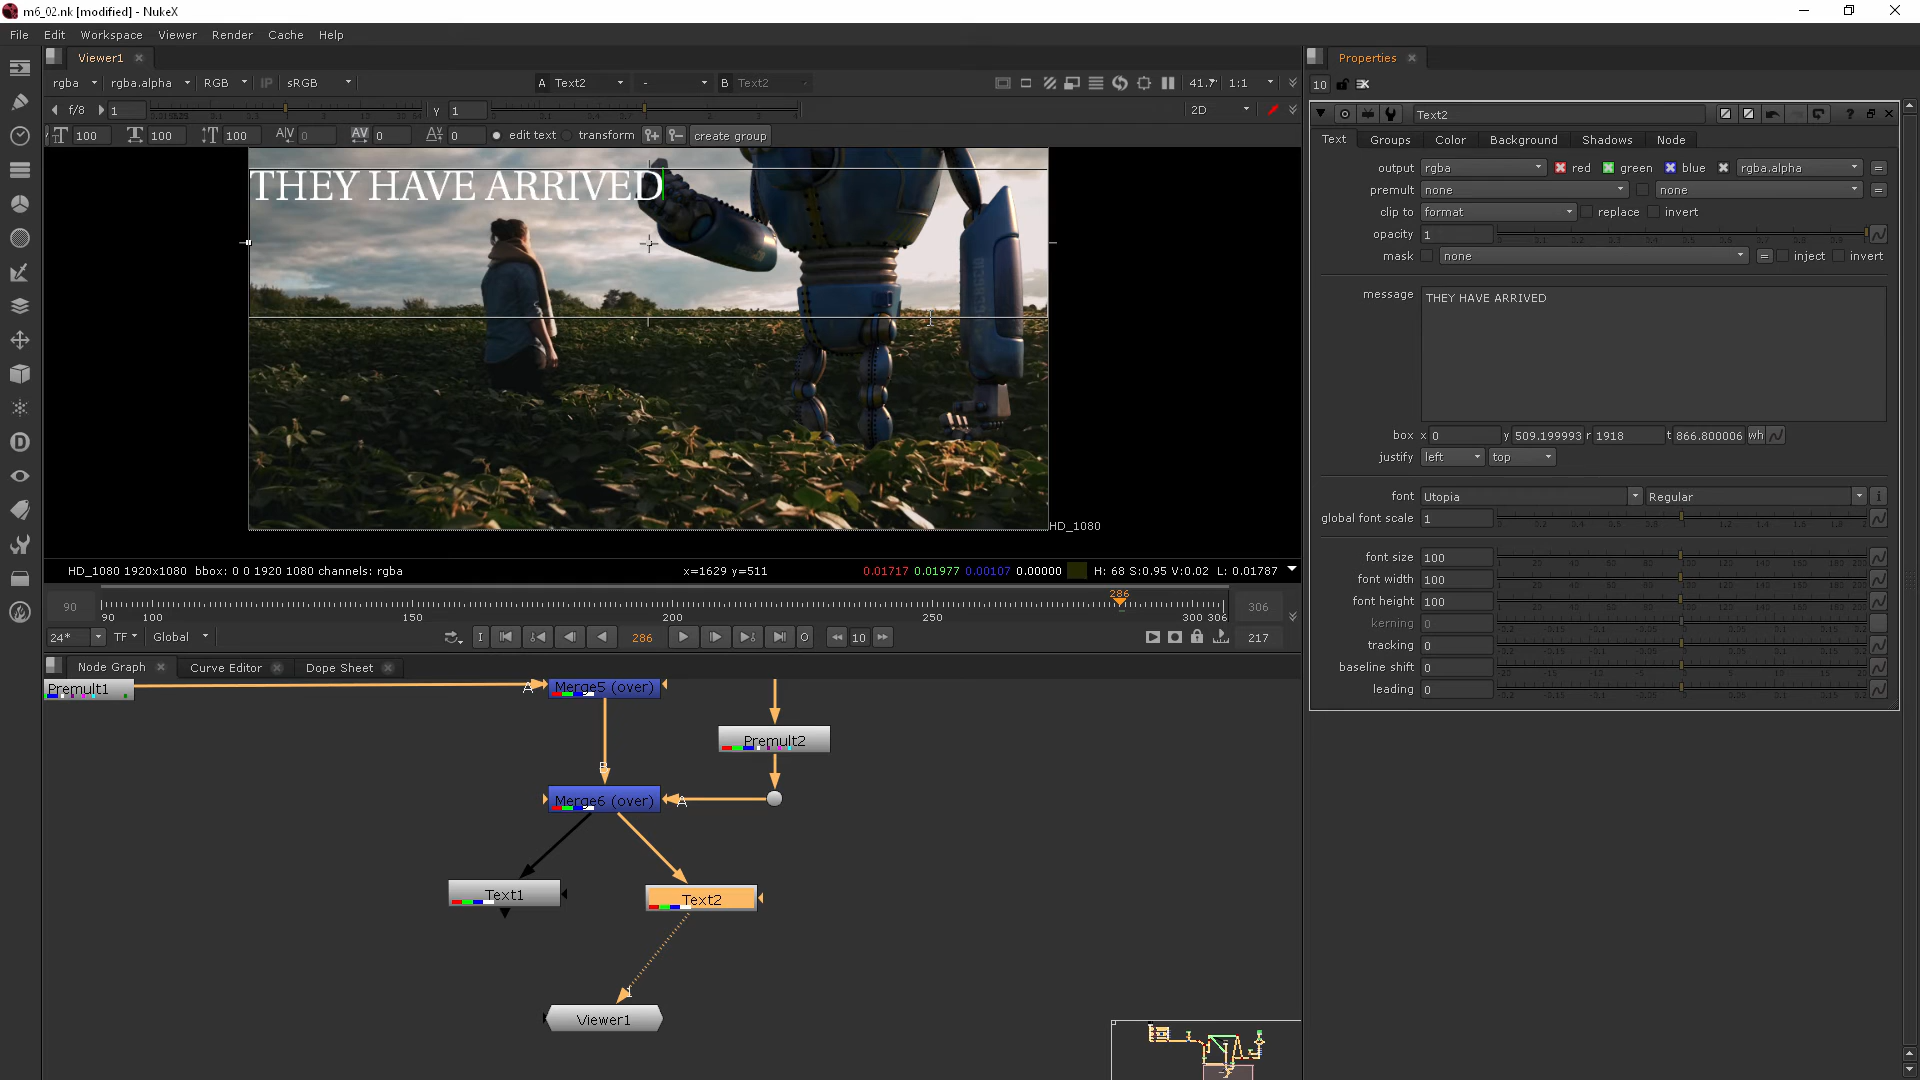 m6_02.nk [modified] - NukeX
File Edit Workspace Viewer Render Cache Help
Viewer1
rgba rgba.alpha RGB IP sRGB A Text2 - B Text2 41.7 1:1
f/8 1 y 1 2D
100 100 100 0 0 0 edit text transform create group
THEY HAVE ARRIVED
HD_1080
HD_1080 1920x1080 bbox: 0 0 1920 1080 channels: rgba x=1629 y=511 0.01717 0.01977 0.00107 0.00000 H: 68 S:0.95 V:0.02 L: 0.01787
90 286 306
90 100 150 200 250 300 306
24* TF Global I 286 O 10 217
Node Graph Curve Editor Dope Sheet
Premult1
A
Merge5 (over)
Premult2
B
Merge6 (over)
A
Text1
Text2
1
Viewer1
Properties
10
Text2
Text Groups Color Background Shadows Node
output rgba red green blue rgba.alpha =
premult none none =
clip to format replace invert
opacity 1
mask none = inject invert
message THEY HAVE ARRIVED
box x 0 y 509.199993 r 1918 t 866.800006 wh
justify left top
font Utopia Regular
global font scale 1
font size 100
font width 100
font height 100
kerning 0
tracking 0
baseline shift 0
leading 0